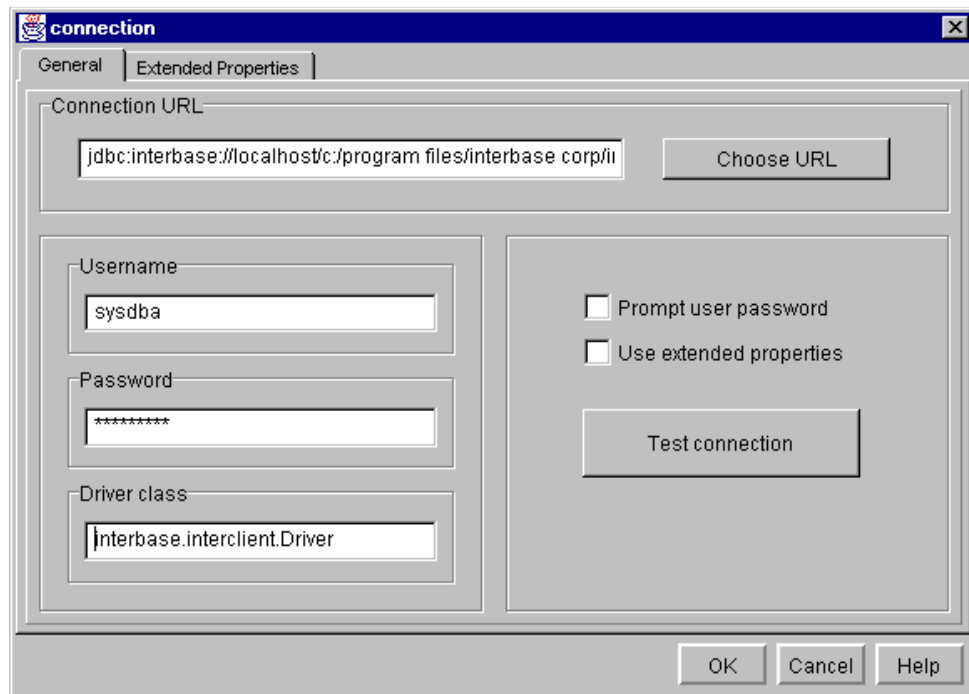 connection
General
Extended Properties
Connection URL
jdbc:interbase://localhost/c:/program files/interbase corp/i
Choose URL
Username
sysdba
Password
*********
Driver class
interbase.interclient.Driver
Prompt user password
Use extended properties
Test connection
OK
Cancel
Help